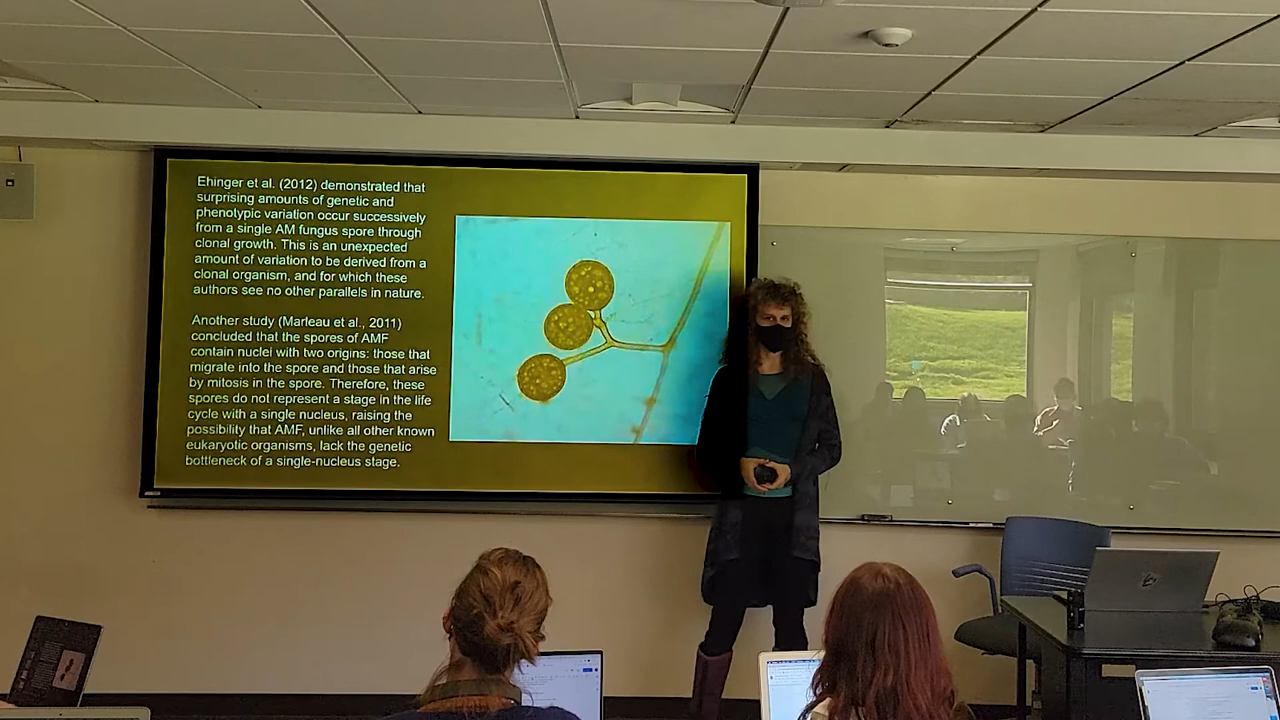 Ehinger et al. (2012) demonstrated that
surprising amounts of genetic and
phenotypic variation occur successively
from a single AM fungus spore through
clonal growth. This is an unexpected
amount of variation to be derived from a
clonal organism, and for which these
authors see no other parallels in nature.
Another study (Marleau et al., 2011)
concluded that the spores of AMF
contain nuclei with two origins: those that
migrate into the spore and those that arise
by mitosis in the spore. Therefore, these
spores do not represent a stage in the life
cycle with a single nucleus, raising the
possibility that AMF, unlike all other known
eukaryotic organisms, lack the genetic
bottleneck of a single-nucleus stage.